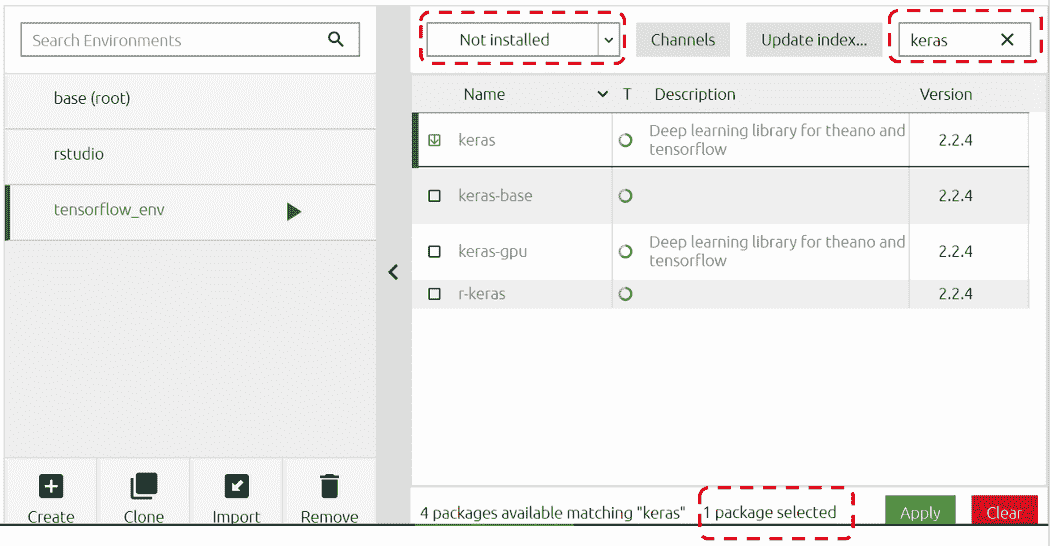 Search Environments
Not installed
Channels
Update index...
keras
base (root)
rstudio
tensorflow_env
Name T Description Version
keras Deep learning library for theano and tensorflow 2.2.4
keras-base 2.2.4
keras-gpu Deep learning library for theano and tensorflow 2.2.4
r-keras 2.2.4
Create Clone Import Remove
4 packages available matching "keras" 1 package selected Apply Clear